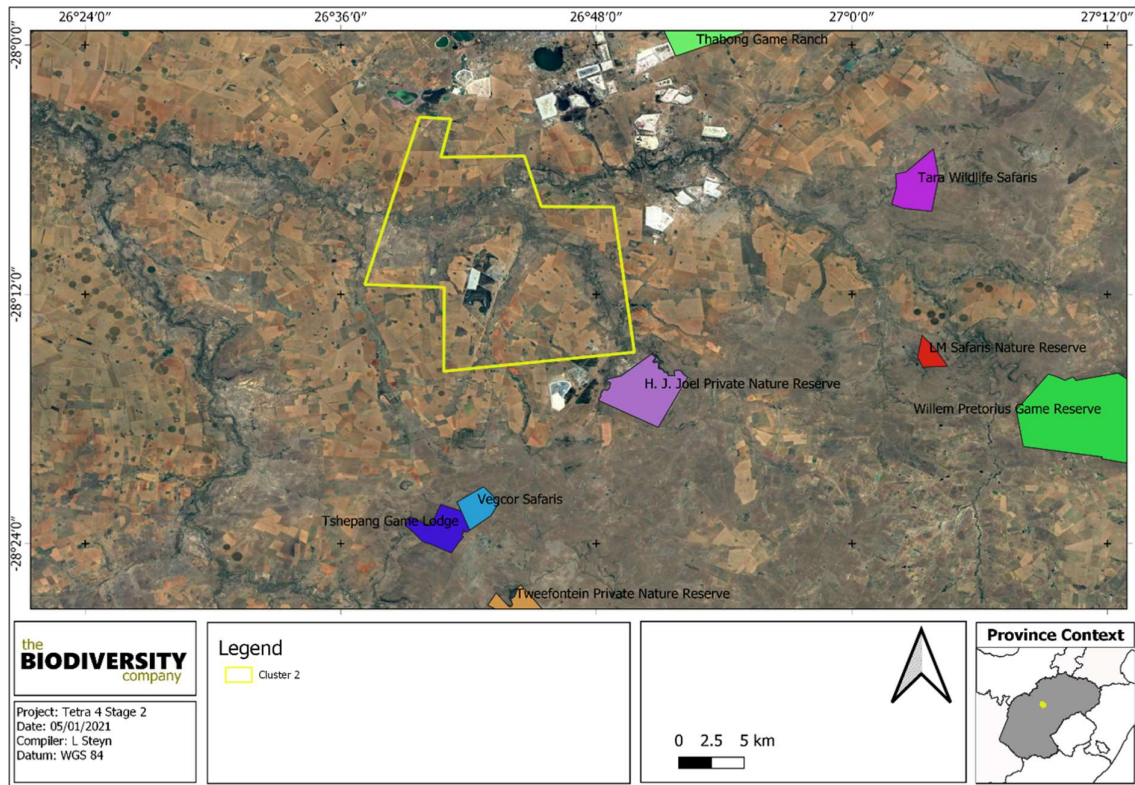 26°24'0" 26°36'0" 26°48'0" 27°0'0" 27°12'0"
-28°0'0"
Thabong Game Ranch
Tara Wildlife Safaris
-28°12'0"
LM Safaris Nature Reserve
H. J. Joel Private Nature Reserve
Willem Pretorius Game Reserve
Vegcor Safaris
Tshepang Game Lodge
-28°24'0"
Tweefontein Private Nature Reserve
the
BIODIVERSITY
company
Project: Tetra 4 Stage 2
Date: 05/01/2021
Compiler: L Steyn
Datum: WGS 84
Legend
Cluster 2
0 2.5 5 km
Province Context